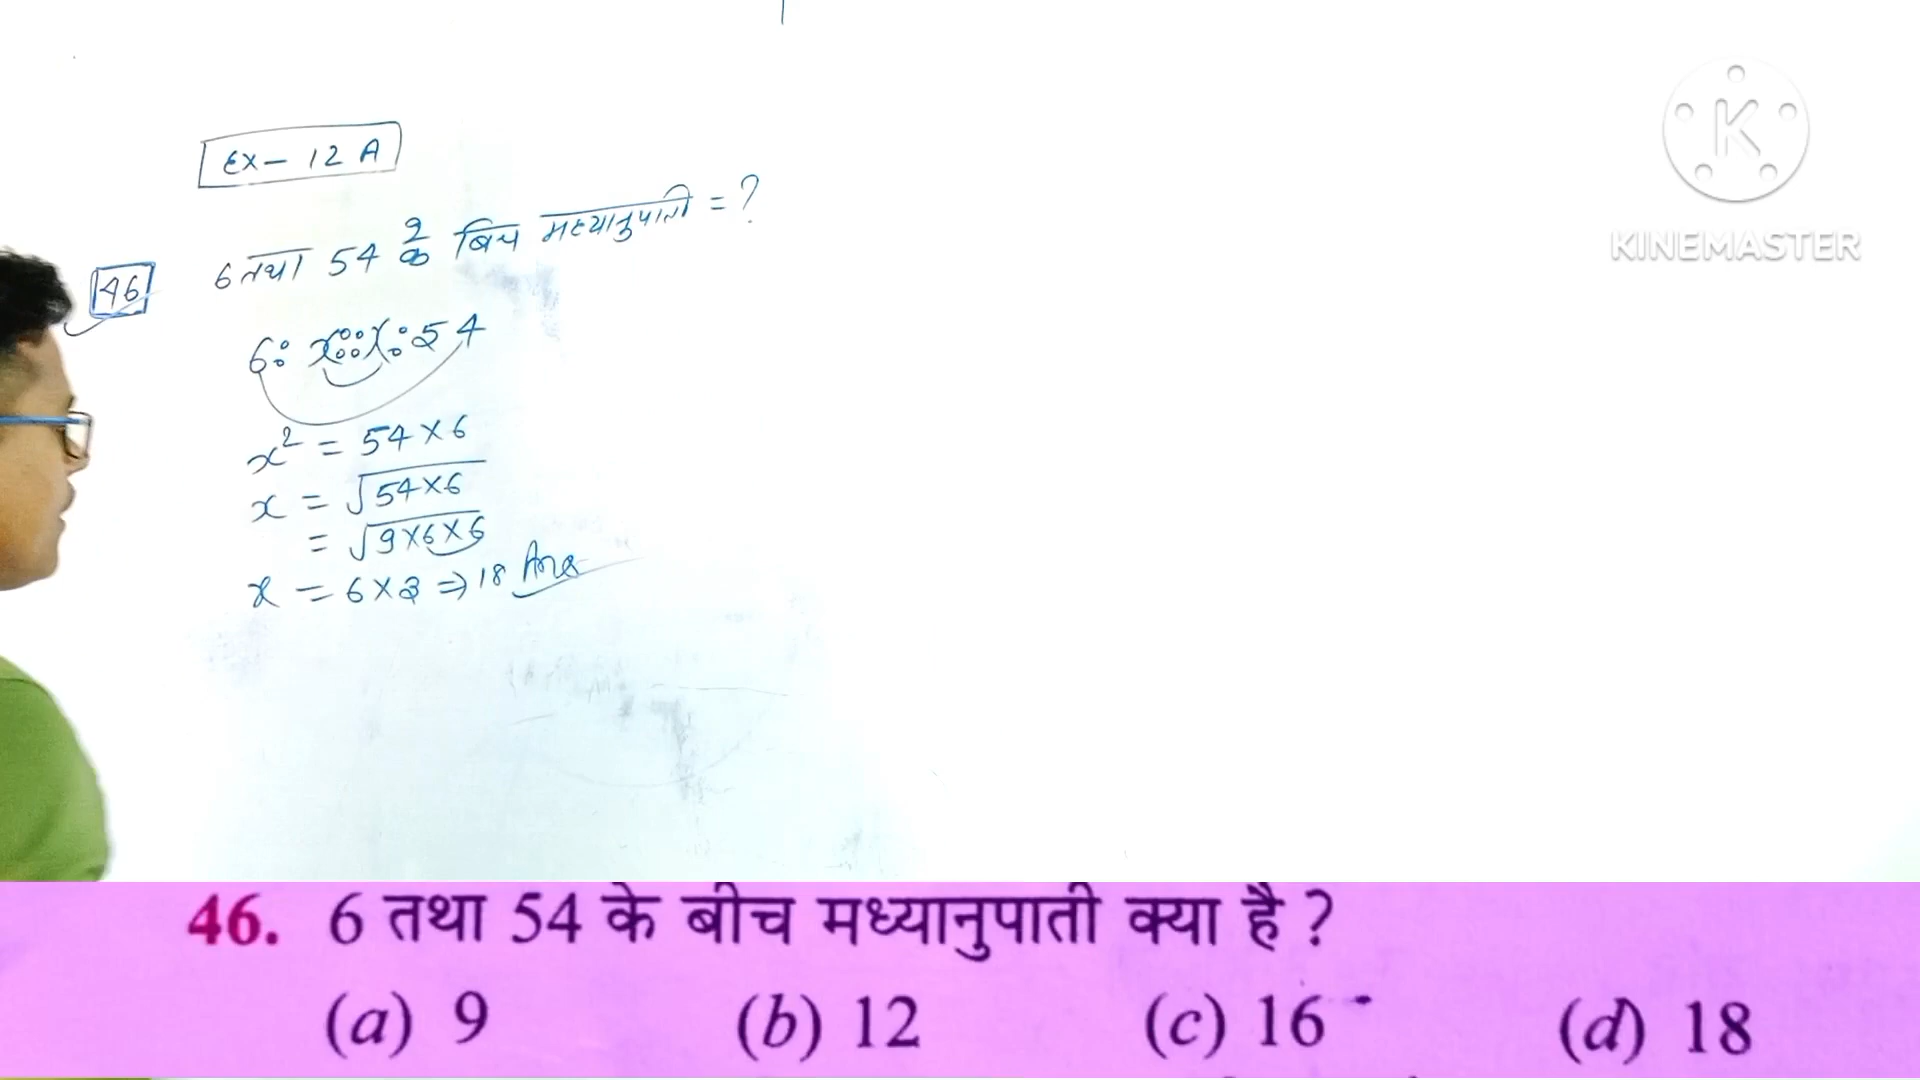 Ex - 12 A
46 6 तथा 54 के बिच मध्यानुपाती = ?
6 : x :: x : 54
x² = 54 × 6
x = √54 × 6
= √9 × 6 × 6
x = 6 × 3 ⇒ 18 Ans
K
KINEMASTER
46. 6 तथा 54 के बीच मध्यानुपाती क्या है ?
(a) 9 (b) 12 (c) 16 (d) 18